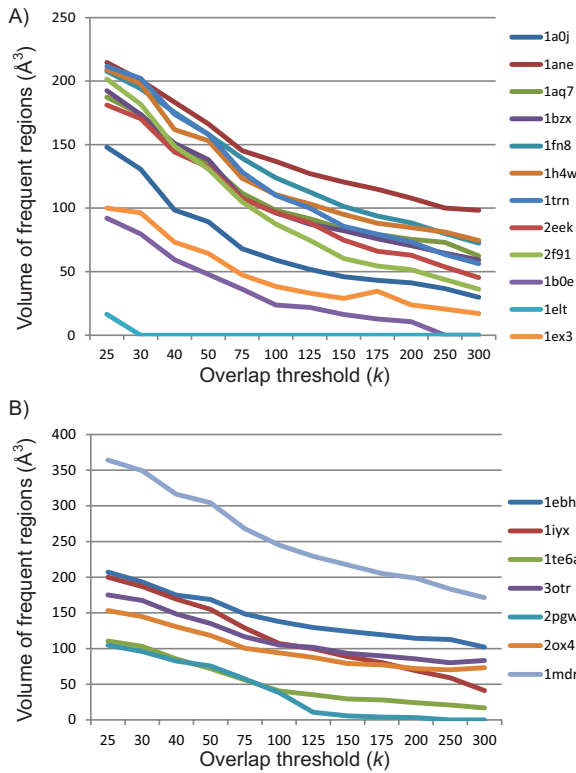 A)
Volume of frequent regions (Å³)
250
200
150
100
50
0
25 30 40 50 75 100 125 150 175 200 250 300
Overlap threshold (k)
1a0j
1ane
1aq7
1bzx
1fn8
1h4w
1trn
2eek
2f91
1b0e
1elt
1ex3
B)
Volume of frequent regions (Å³)
400
350
300
250
200
150
100
50
0
25 30 40 50 75 100 125 150 175 200 250 300
Overlap threshold (k)
1ebh
1iyx
1te6a
3otr
2pgw
2ox4
1mdr